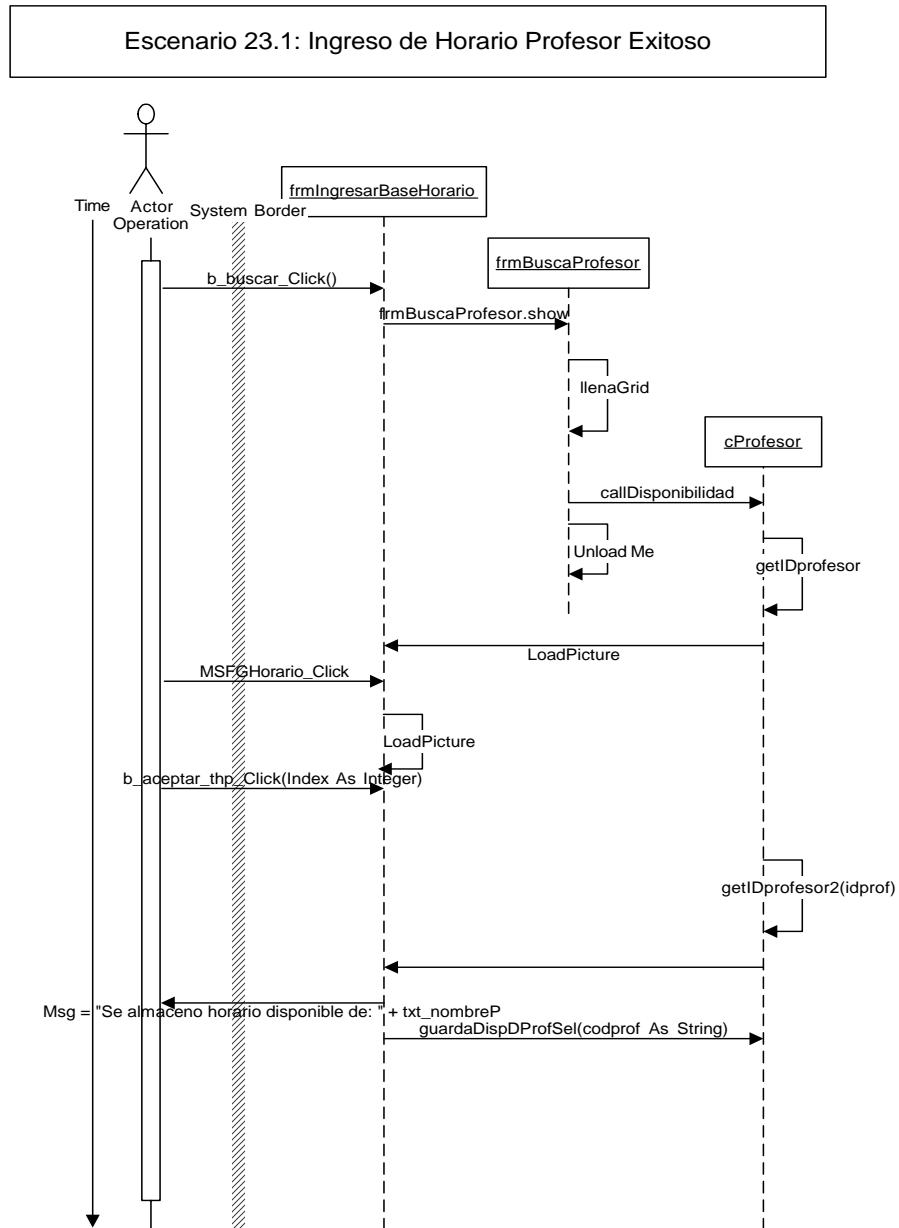 Escenario 23.1: Ingreso de Horario Profesor Exitoso
frmIngresarBaseHorario
Time
Actor
Operation
System Border
frmBuscaProfesor
b_buscar_Click()
frmBuscaProfesor.show
llenaGrid
cProfesor
callDisponibilidad
Unload Me
getIDprofesor
LoadPicture
MSFGHorario_Click
LoadPicture
b_aceptar_thp_Click(Index As Integer)
getIDprofesor2(idprof)
Msg = "Se almaceno horario disponible de: " + txt_nombreP
guardaDispDProfSel(codprof As String)